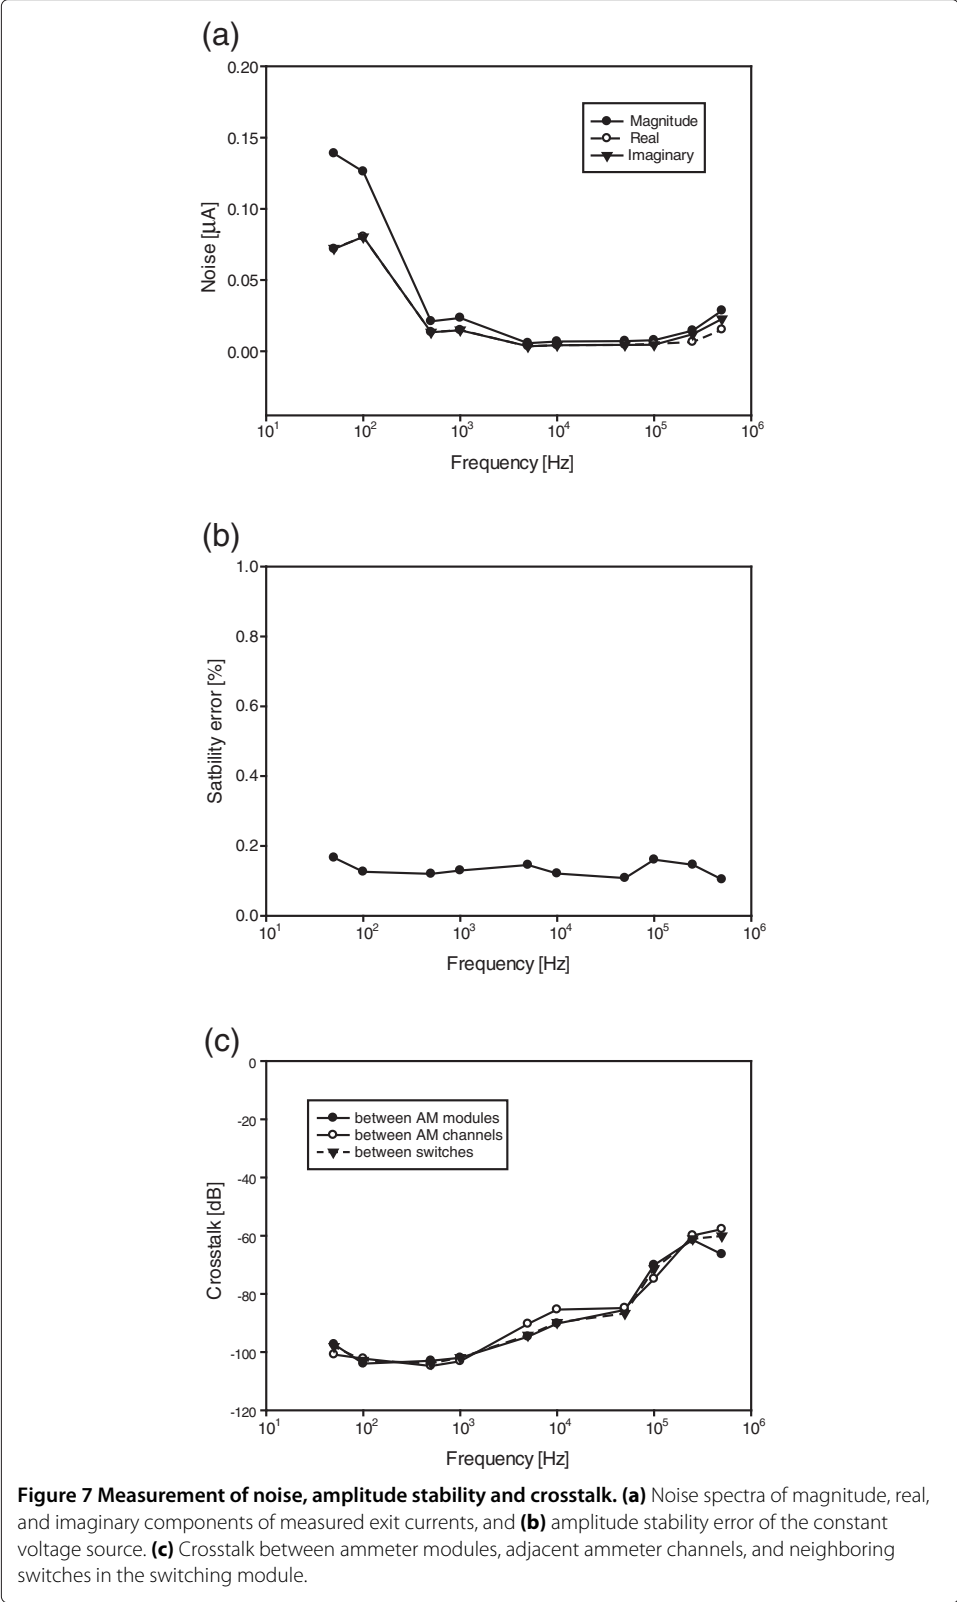 (a)
0.20
0.15
0.10
0.05
0.00
Noise [µA]
Magnitude
Real
Imaginary
10¹ 10² 10³ 10⁴ 10⁵ 10⁶
Frequency [Hz]
(b)
1.0
0.8
0.6
0.4
0.2
0.0
Satbility error [%]
10¹ 10² 10³ 10⁴ 10⁵ 10⁶
Frequency [Hz]
(c)
0
-20
-40
-60
-80
-100
-120
Crosstalk [dB]
between AM modules
between AM channels
between switches
10¹ 10² 10³ 10⁴ 10⁵ 10⁶
Frequency [Hz]
Figure 7 Measurement of noise, amplitude stability and crosstalk. (a) Noise spectra of magnitude, real,
and imaginary components of measured exit currents, and (b) amplitude stability error of the constant
voltage source. (c) Crosstalk between ammeter modules, adjacent ammeter channels, and neighboring
switches in the switching module.